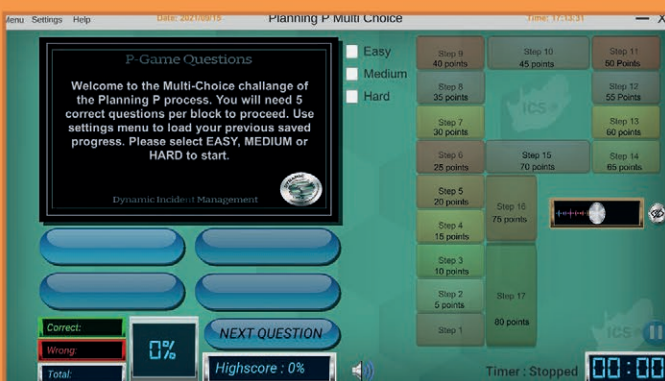 Menu Settings Help
Date: 2021/09/15
Planning P Multi Choice
Time: 17:13:31
P-Game Questions
Welcome to the Multi-Choice challange of
the Planning P process. You will need 5
correct questions per block to proceed. Use
settings menu to load your previous saved
progress. Please select EASY, MEDIUM or
HARD to start.
Dynamic Incident Management
Easy
Medium
Hard
Step 9
40 points
Step 10
45 points
Step 11
50 Points
Step 8
35 points
Step 12
55 Points
ICS
Step 7
30 points
Step 13
60 points
Step 6
25 points
Step 15
70 points
Step 14
65 points
Step 5
20 points
Step 16
75 points
Step 4
15 points
Step 3
10 points
Step 2
5 points
Step 17
80 points
Step 1
ICS
Correct:
Wrong:
Total:
0%
NEXT QUESTION
Highscore : 0%
Timer : Stopped
00:00